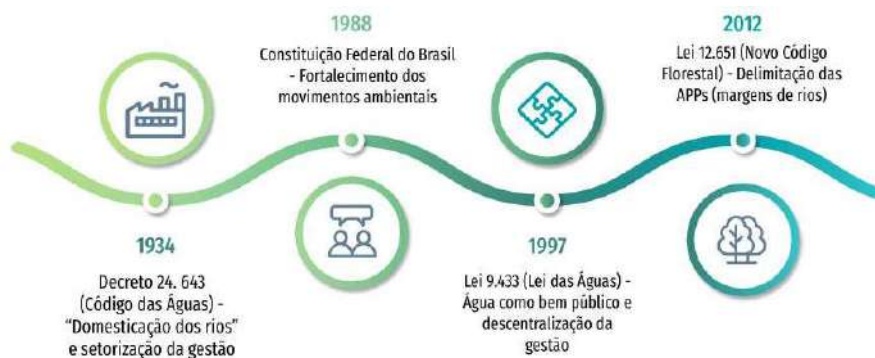 1988
Constituição Federal do Brasil
- Fortalecimento dos
movimentos ambientais
2012
Lei 12.651 (Novo Código
Florestal) - Delimitação das
APPs (margens de rios)
1934
Decreto 24. 643
(Código das Águas) -
“Domesticação dos rios”
e setorização da gestão
1997
Lei 9.433 (Lei das Águas) -
Água como bem público e
descentralização da
gestão